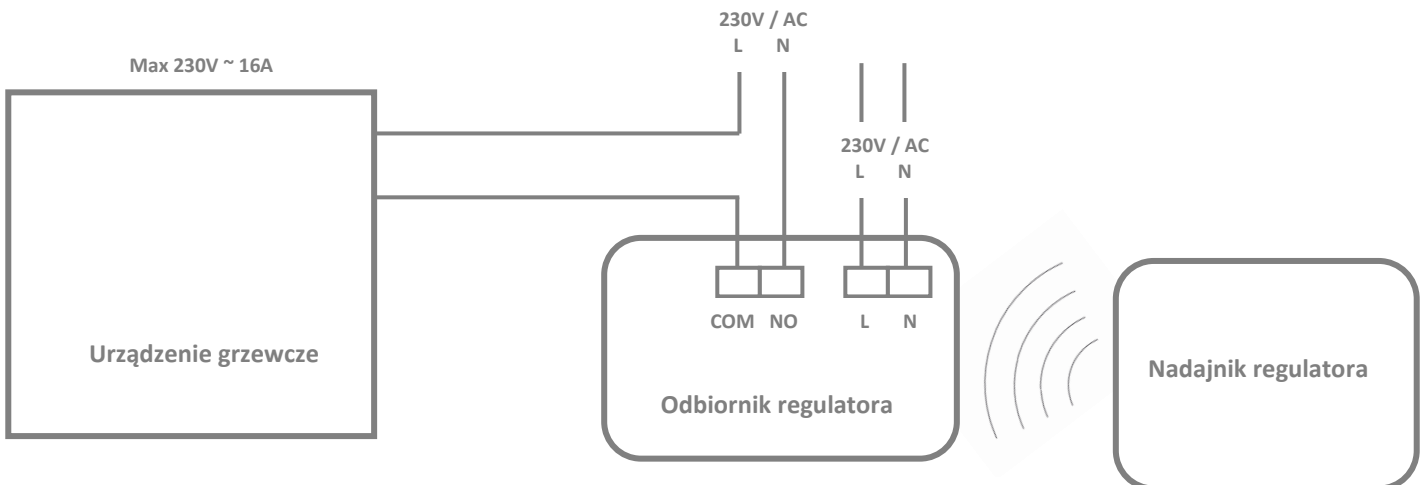 230V / AC
L N
Max 230V ~ 16A
230V / AC
L N
COM NO L N
Urządzenie grzewcze
Nadajnik regulatora
Odbiornik regulatora